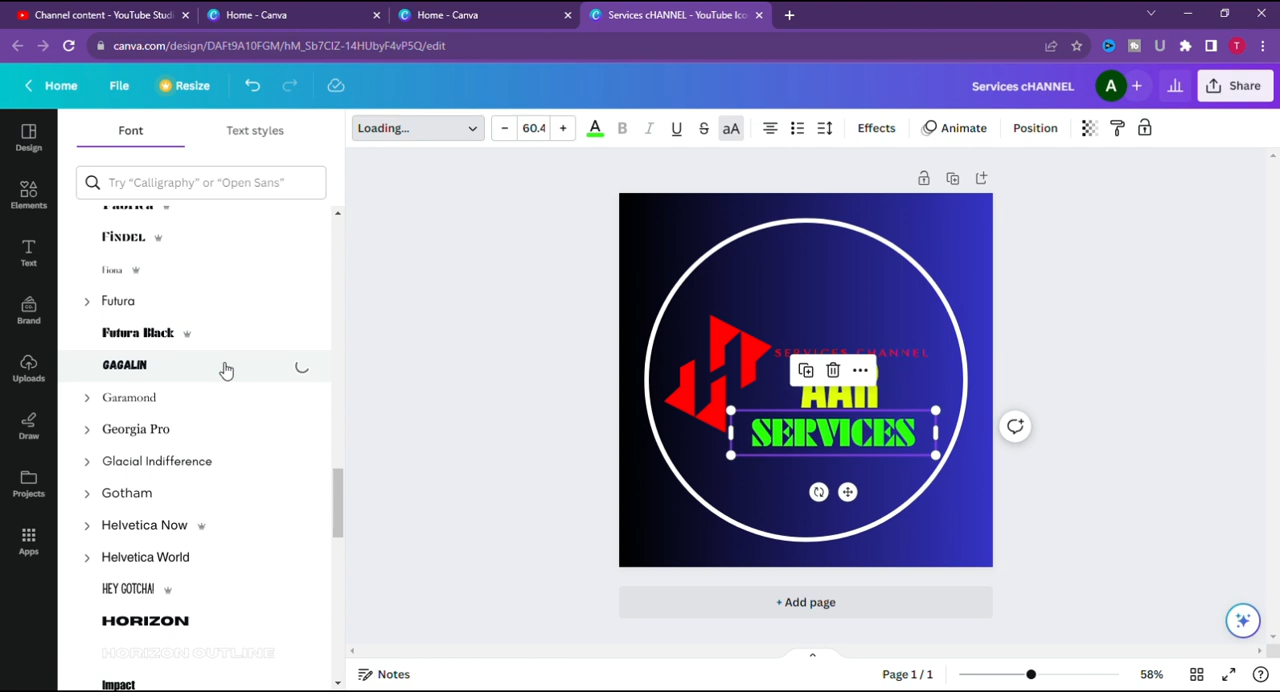 Channel content - YouTube Studi
Home - Canva
Home - Canva
Services cHANNEL - YouTube Ico
canva.com/design/DAFt9A10FGM/hM_Sb7CIZ-14HUbyF4vP5Q/edit
T
Home
File
Resize
Services cHANNEL
A
Share
Design
Elements
Text
Brand
Uploads
Draw
Projects
Apps
Font
Text styles
Try “Calligraphy” or “Open Sans”
Fabrica
FINDEL
Fiona
Futura
Futura Black
GAGALIN
Garamond
Georgia Pro
Glacial Indifference
Gotham
Helvetica Now
Helvetica World
HEY GOTCHA!
HORIZON
HORIZON OUTLINE
Impact
Loading...
– 60.4 +
A B I U S aA
Effects
Animate
Position
SERVICES CHANNEL
SERVICES
+ Add page
Notes
Page 1 / 1
58%